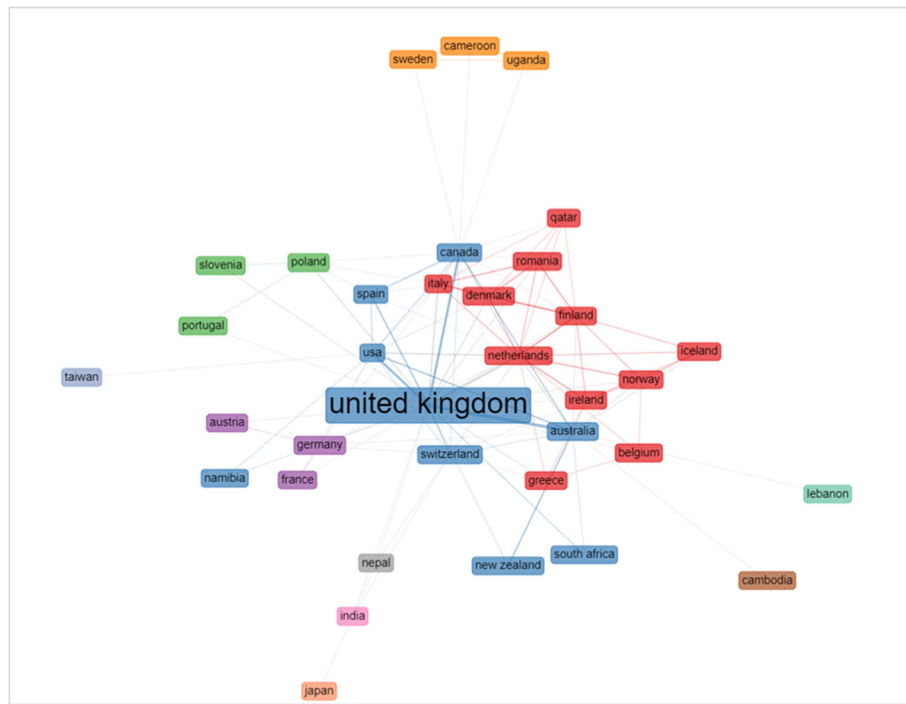 cameroon
sweden
uganda
qatar
canada
romania
slovenia
poland
italy
denmark
spain
finland
portugal
usa
netherlands
iceland
taiwan
norway
united kingdom
ireland
austria
australia
germany
switzerland
belgium
namibia
france
greece
lebanon
south africa
nepal
new zealand
cambodia
india
japan